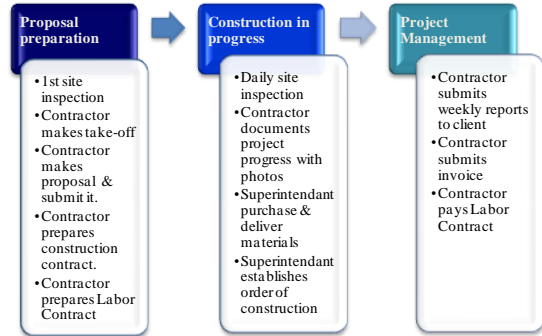 Proposal
preparation
•1st site
inspection
•Contractor
makes take-off
•Contractor
makes
proposal &
submit it.
•Contractor
prepares
construction
contract.
•Contractor
prepares Labor
Contract
Construction in
progress
•Daily site
inspection
•Contractor
documents
project
progress with
photos
•Superintendant
purchase &
deliver
materials
•Superintendant
establishes
order of
construction
Project
Management
•Contractor
submits
weekly reports
to client
•Contractor
submits
invoice
•Contractor
pays Labor
Contract